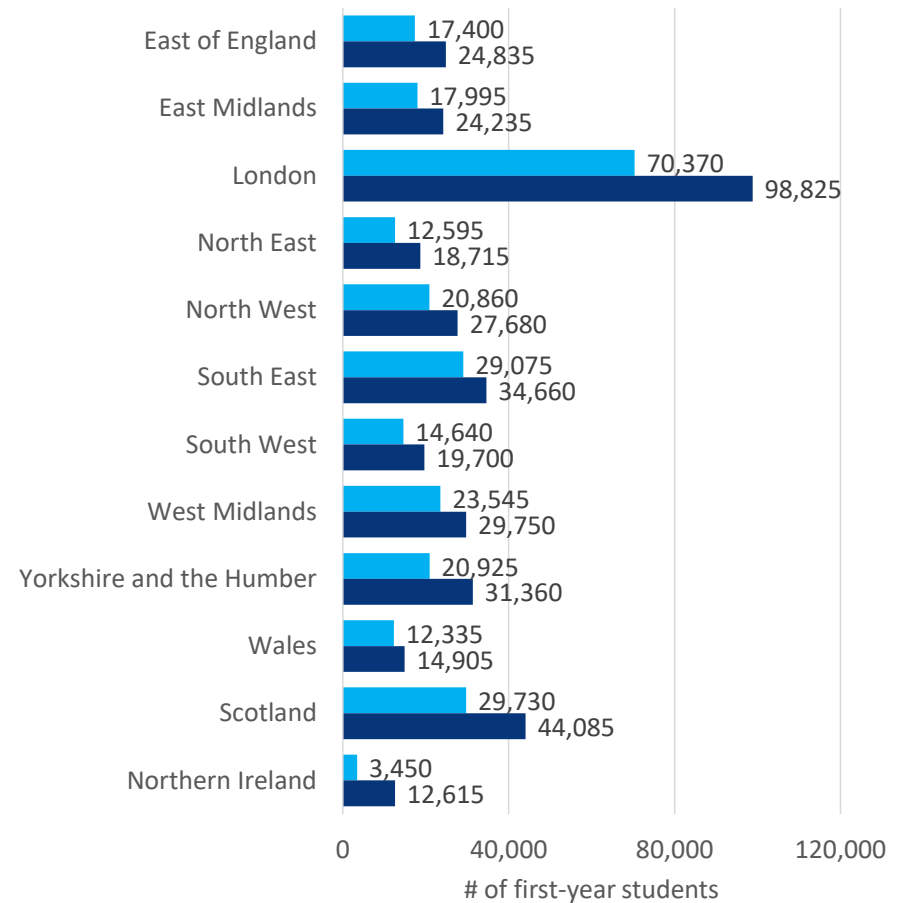 East of England
17,400
24,835
East Midlands
17,995
24,235
London
70,370
98,825
North East
12,595
18,715
North West
20,860
27,680
South East
29,075
34,660
South West
14,640
19,700
West Midlands
23,545
29,750
Yorkshire and the Humber
20,925
31,360
Wales
12,335
14,905
Scotland
29,730
44,085
Northern Ireland
3,450
12,615
0 40,000 80,000 120,000
# of first-year students